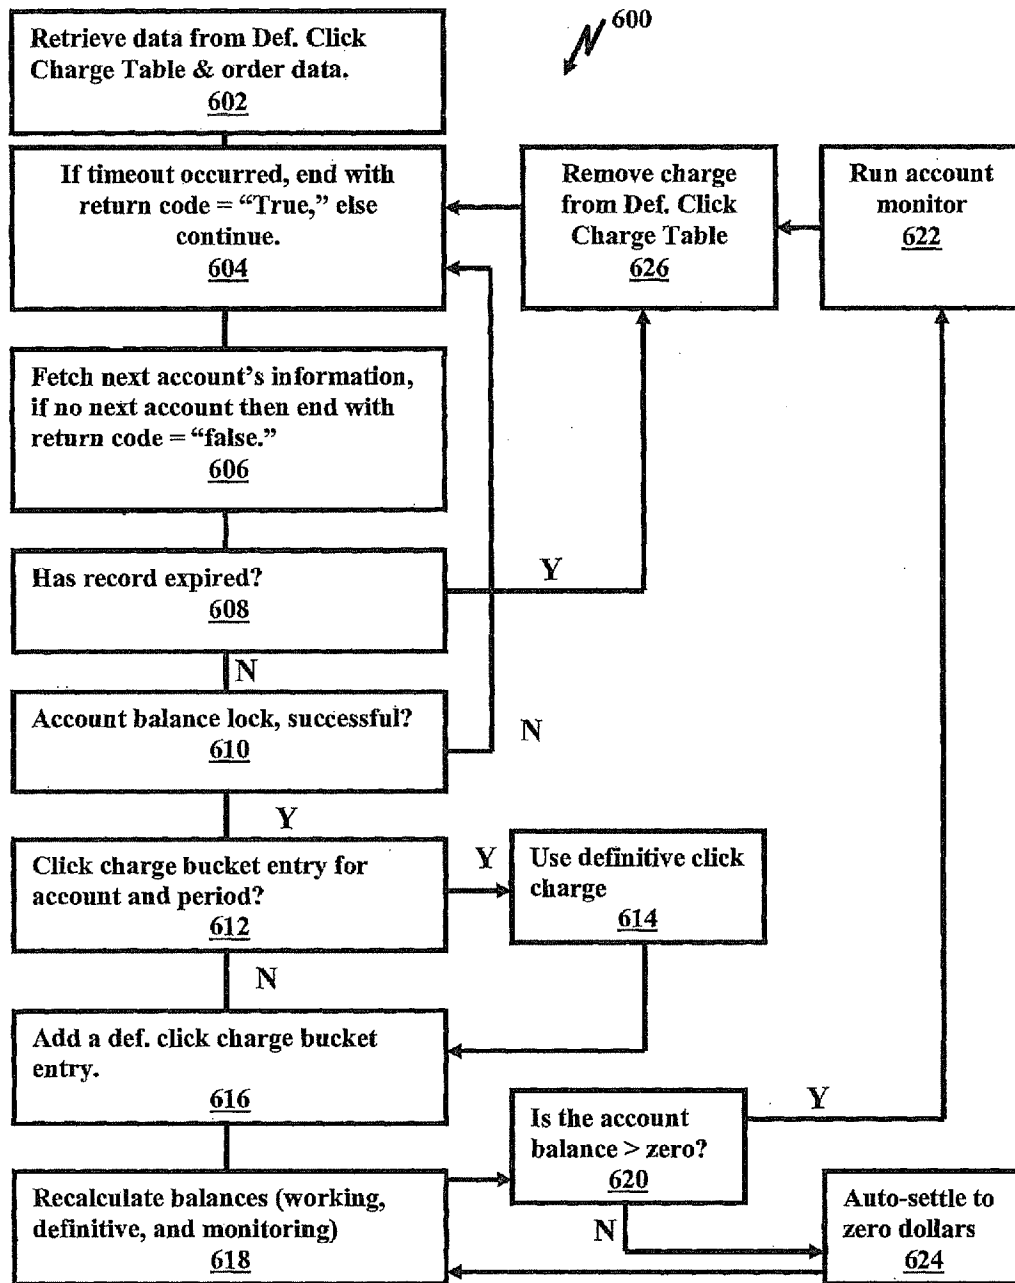 Retrieve data from Def. Click
Charge Table & order data.
602
600
If timeout occurred, end with
return code = “True,” else
continue.
604
Remove charge
from Def. Click
Charge Table
626
Run account
monitor
622
Fetch next account’s information,
if no next account then end with
return code = “false.”
606
Has record expired?
608
Y
N
Account balance lock, successful?
610
N
Y
Click charge bucket entry for
account and period?
612
Y
Use definitive click
charge
614
N
Add a def. click charge bucket
entry.
616
Is the account
balance > zero?
620
Y
N
Recalculate balances (working,
definitive, and monitoring)
618
Auto-settle to
zero dollars
624